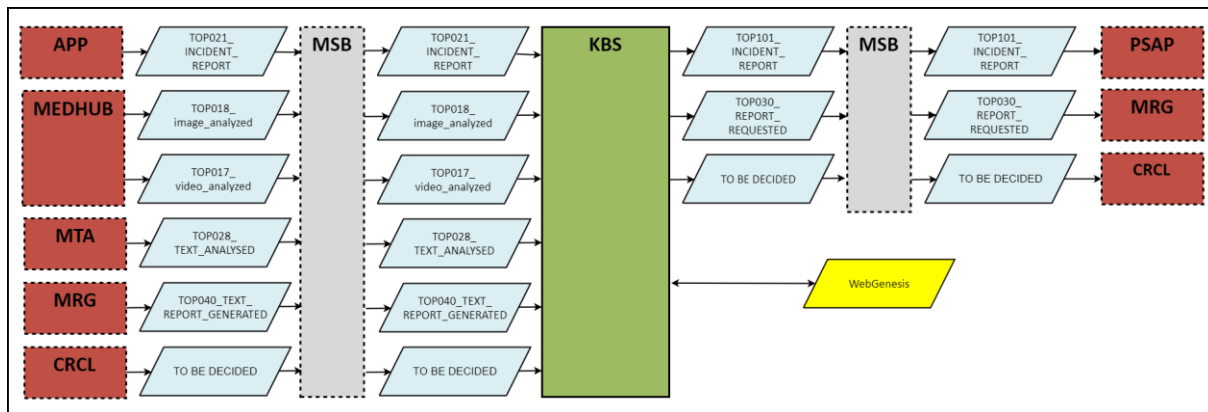 APP
TOP021_
INCIDENT_
REPORT
MSB
TOP021_
INCIDENT_
REPORT
KBS
TOP101_
INCIDENT_
REPORT
MSB
TOP101_
INCIDENT_
REPORT
PSAP
MEDHUB
TOP018_
image_analyzed
TOP018_
image_analyzed
TOP030_
REPORT_
REQUESTED
TOP030_
REPORT_
REQUESTED
MRG
TOP017_
video_analyzed
TOP017_
video_analyzed
TO BE DECIDED
TO BE DECIDED
CRCL
MTA
TOP028_
TEXT_ANALYSED
TOP028_
TEXT_ANALYSED
WebGenesis
MRG
TOP040_TEXT_
REPORT_GENERATED
TOP040_TEXT_
REPORT_GENERATED
CRCL
TO BE DECIDED
TO BE DECIDED